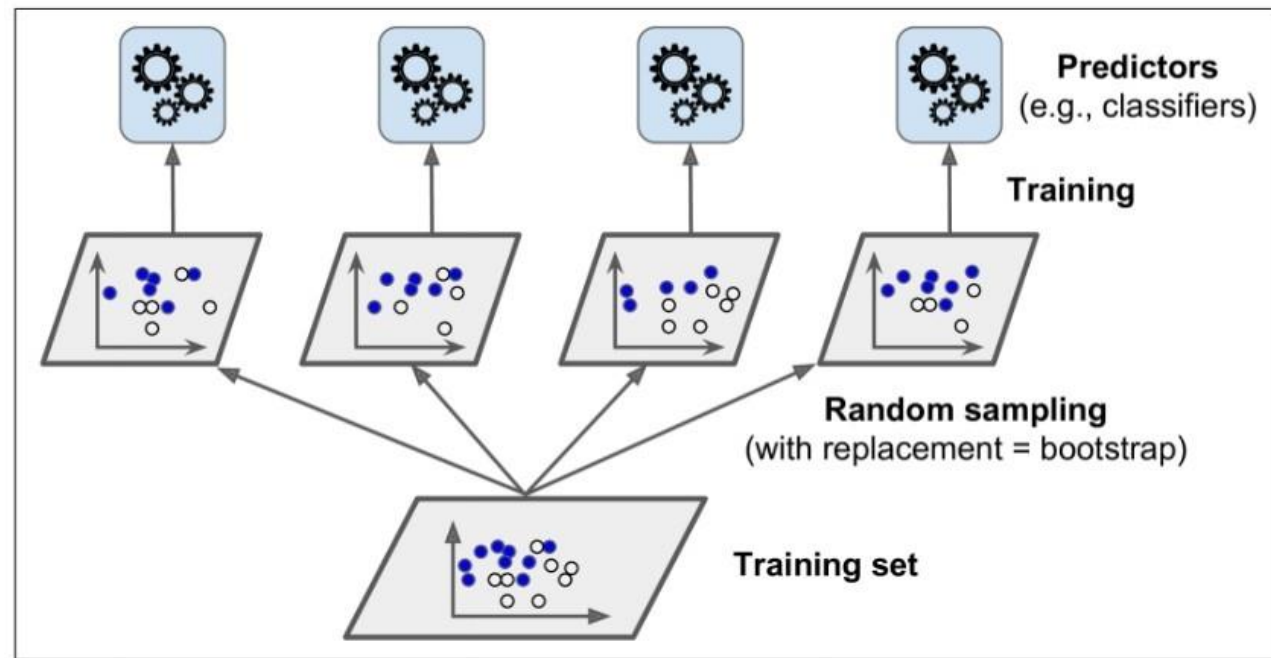 Predictors
(e.g., classifiers)
Training
Random sampling
(with replacement = bootstrap)
Training set